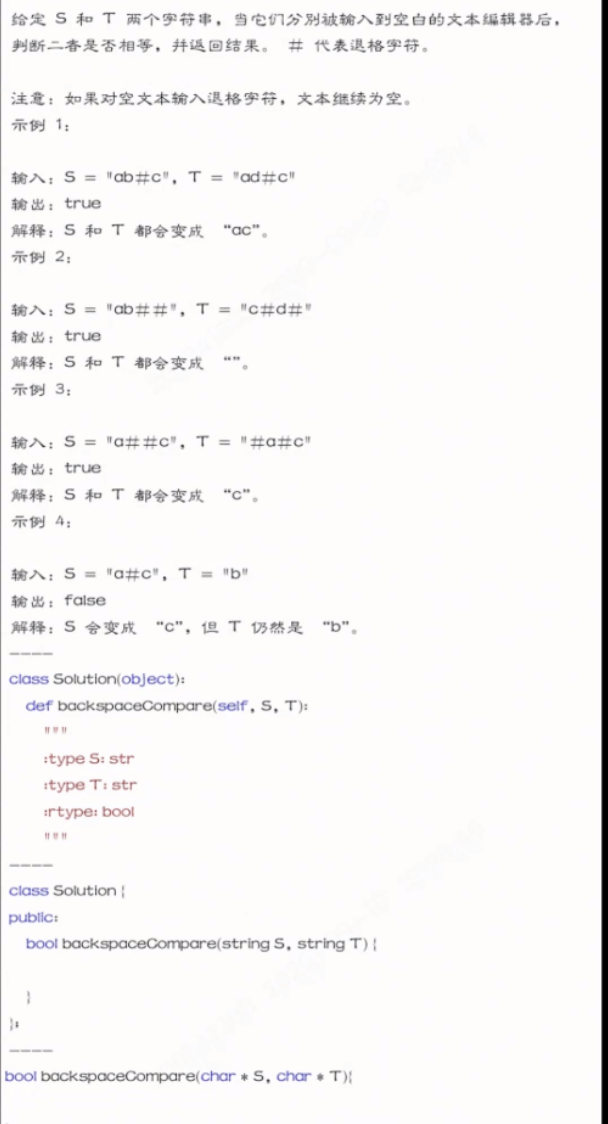 给定 S 和 T 两个字符串，当它们分别被输入到空白的文本编辑器后，
判断二者是否相等，并返回结果。 # 代表退格字符。
注意：如果对空文本输入退格字符，文本继续为空。
示例 1：
输入：S = "ab#c", T = "ad#c"
输出：true
解释：S 和 T 都会变成 “ac”。
示例 2：
输入：S = "ab##", T = "c#d#"
输出：true
解释：S 和 T 都会变成 “”。
示例 3：
输入：S = "a##c", T = "#a#c"
输出：true
解释：S 和 T 都会变成 “c”。
示例 4：
输入：S = "a#c", T = "b"
输出：false
解释：S 会变成 “c”，但 T 仍然是 “b”。
----
class Solution(object):
def backspaceCompare(self, S, T):
"""
:type S: str
:type T: str
:rtype: bool
"""
----
class Solution {
public:
bool backspaceCompare(string S, string T) {
}
};
----
bool backspaceCompare(char * S, char * T){